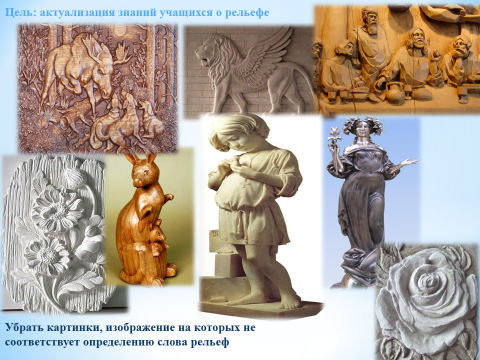 Цель: актуализация знаний учащихся о рельефе
Убрать картинки, изображение на которых не
соответствует определению слова рельеф